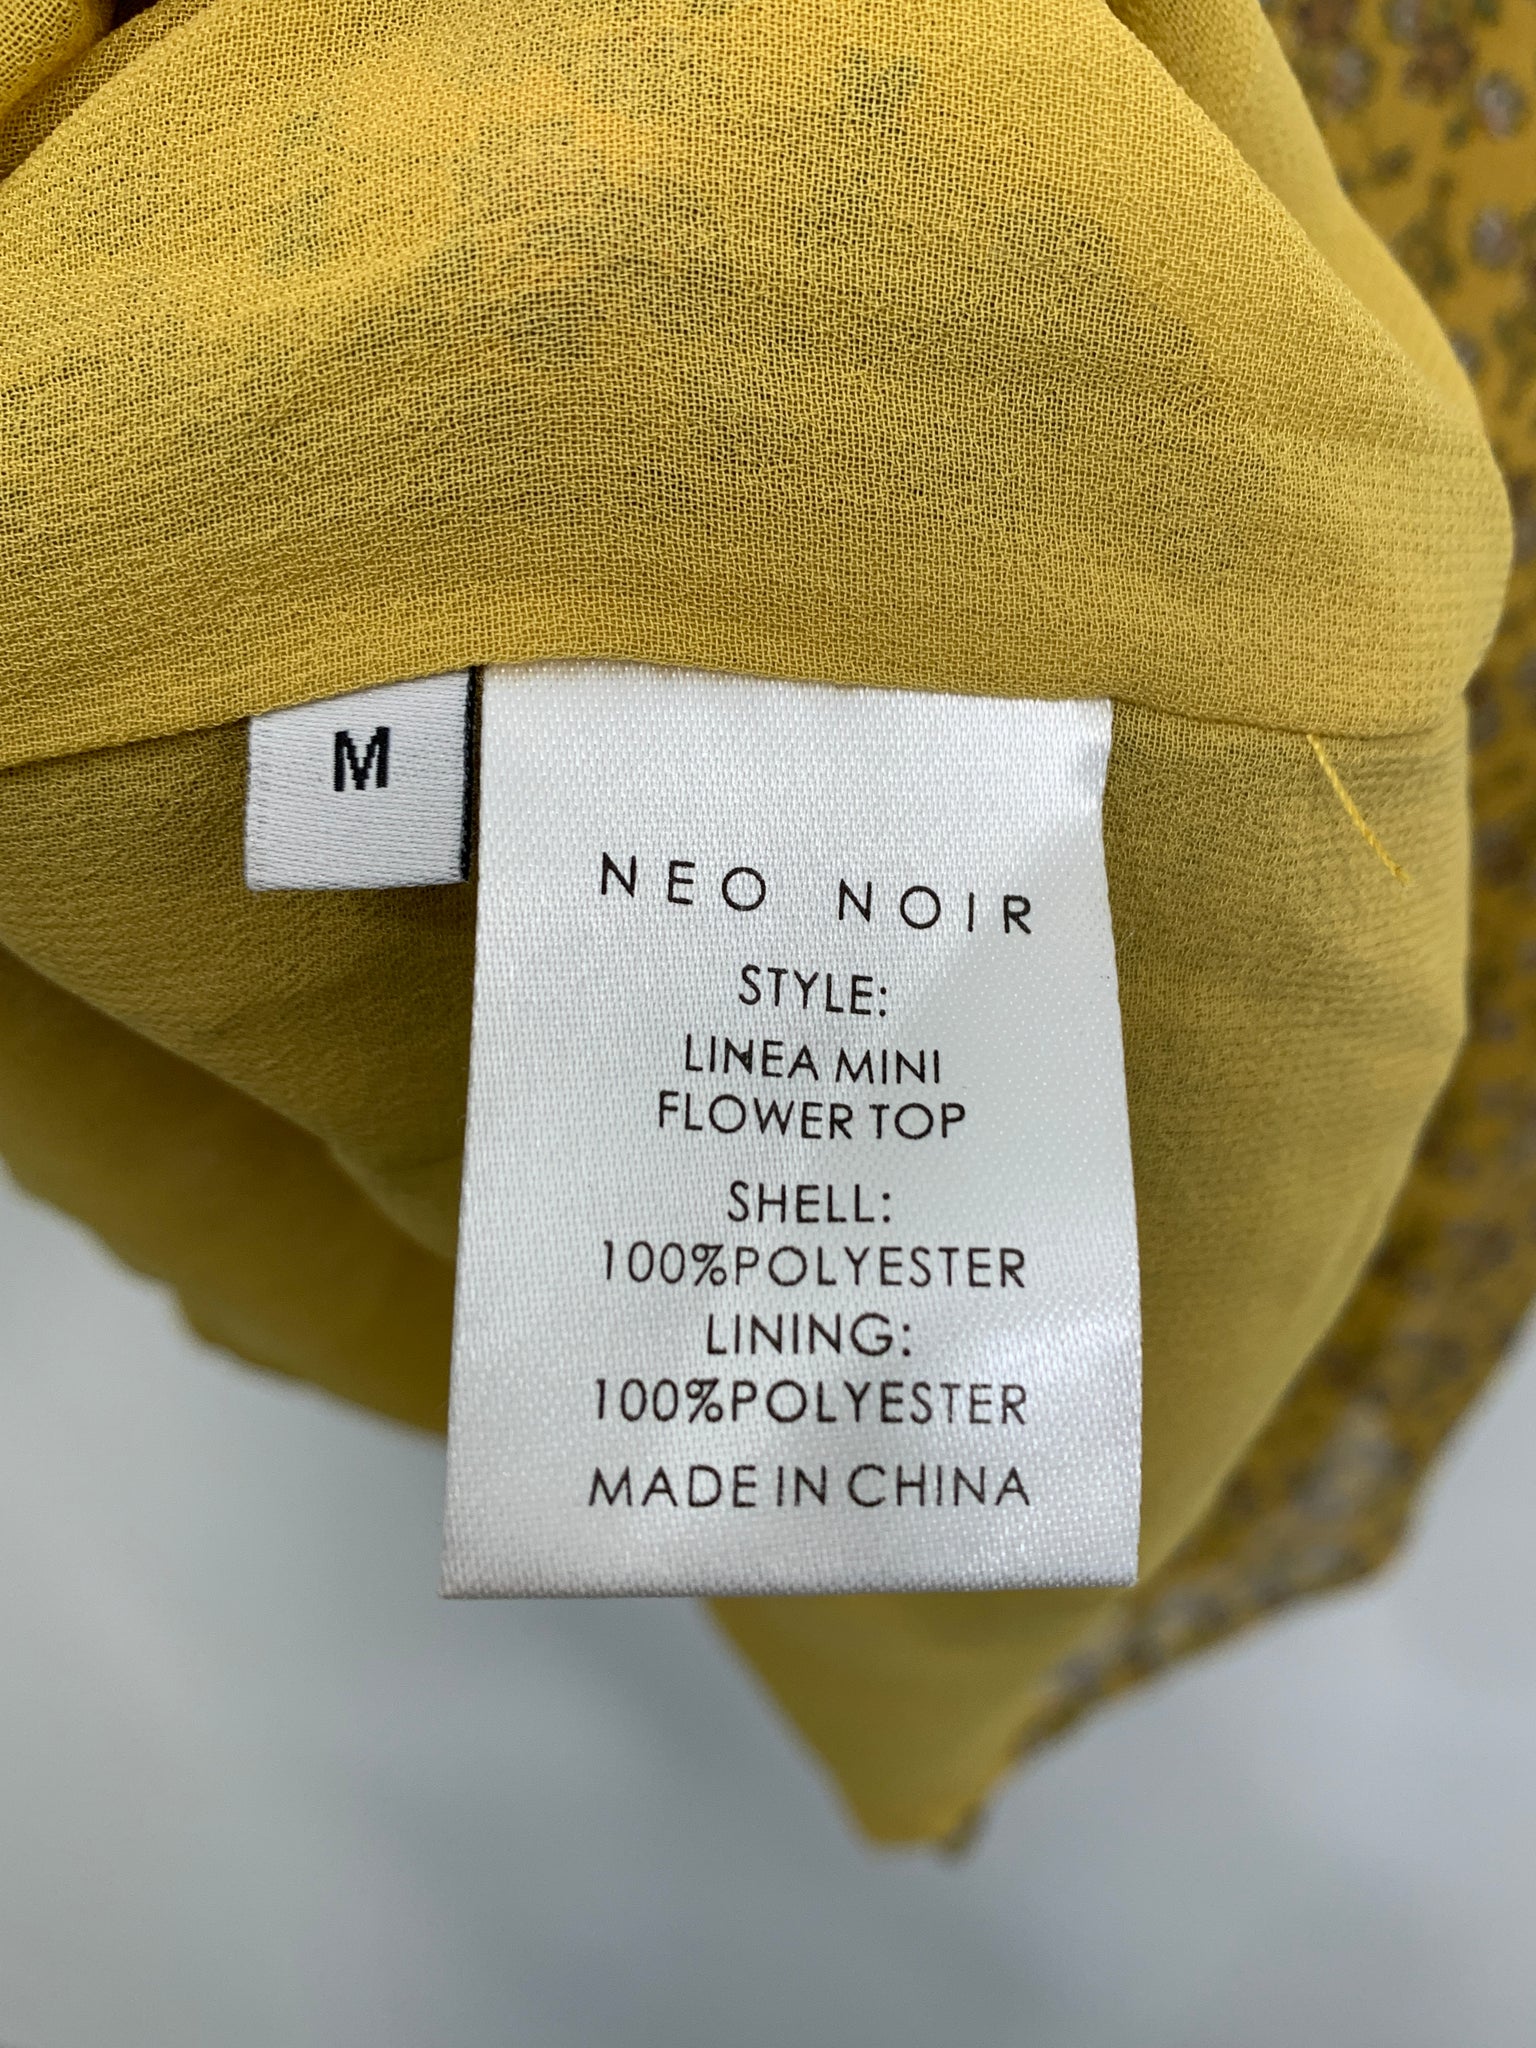 M
NEO NOIR
STYLE:
LINEA MINI
FLOWER TOP
SHELL:
100%POLYESTER
LINING:
100%POLYESTER
MADE IN CHINA